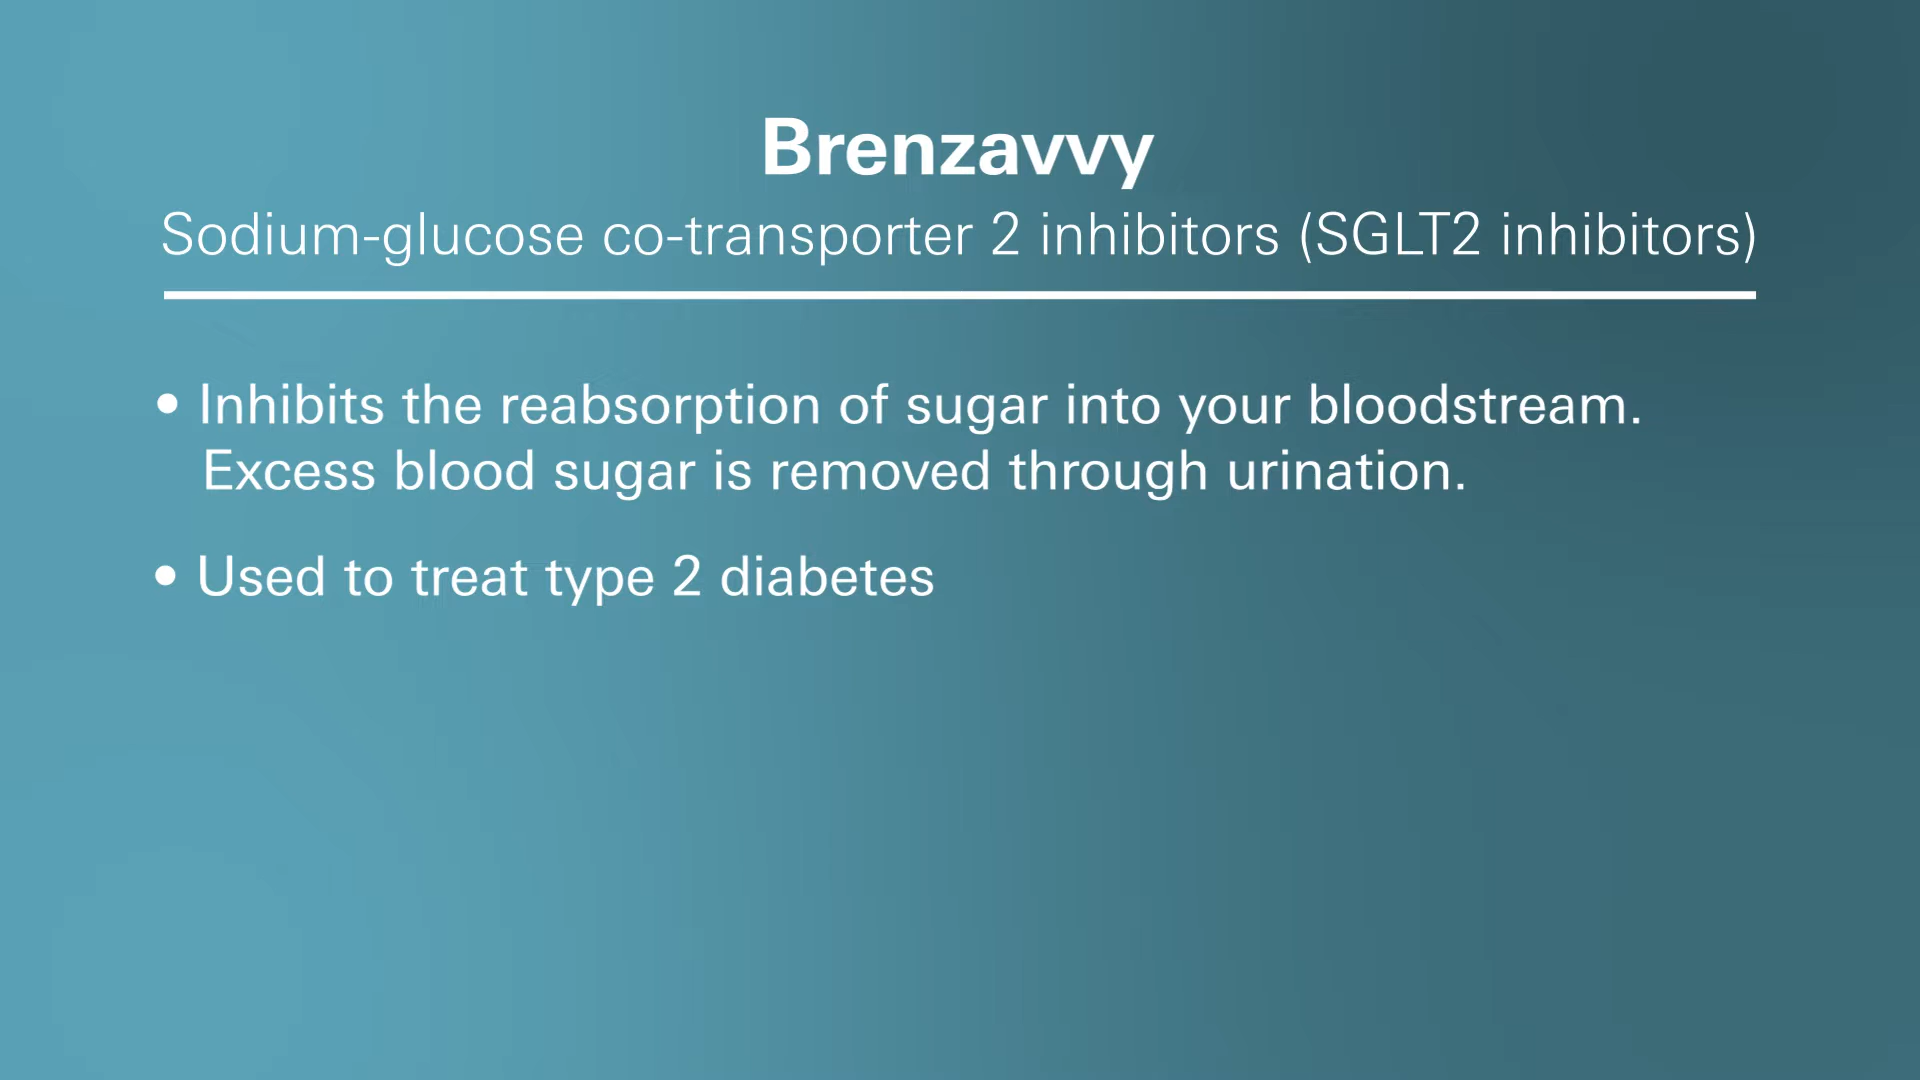 Brenzavvy
Sodium-glucose co-transporter 2 inhibitors (SGLT2 inhibitors)
• Inhibits the reabsorption of sugar into your bloodstream.
Excess blood sugar is removed through urination.
• Used to treat type 2 diabetes